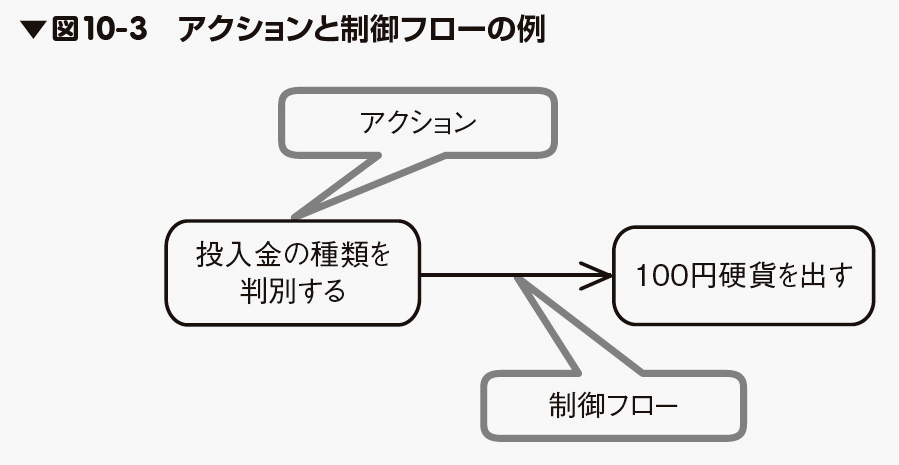 ▼図10-3　アクションと制御フローの例
アクション
投入金の種類を
判別する
100円硬貨を出す
制御フロー